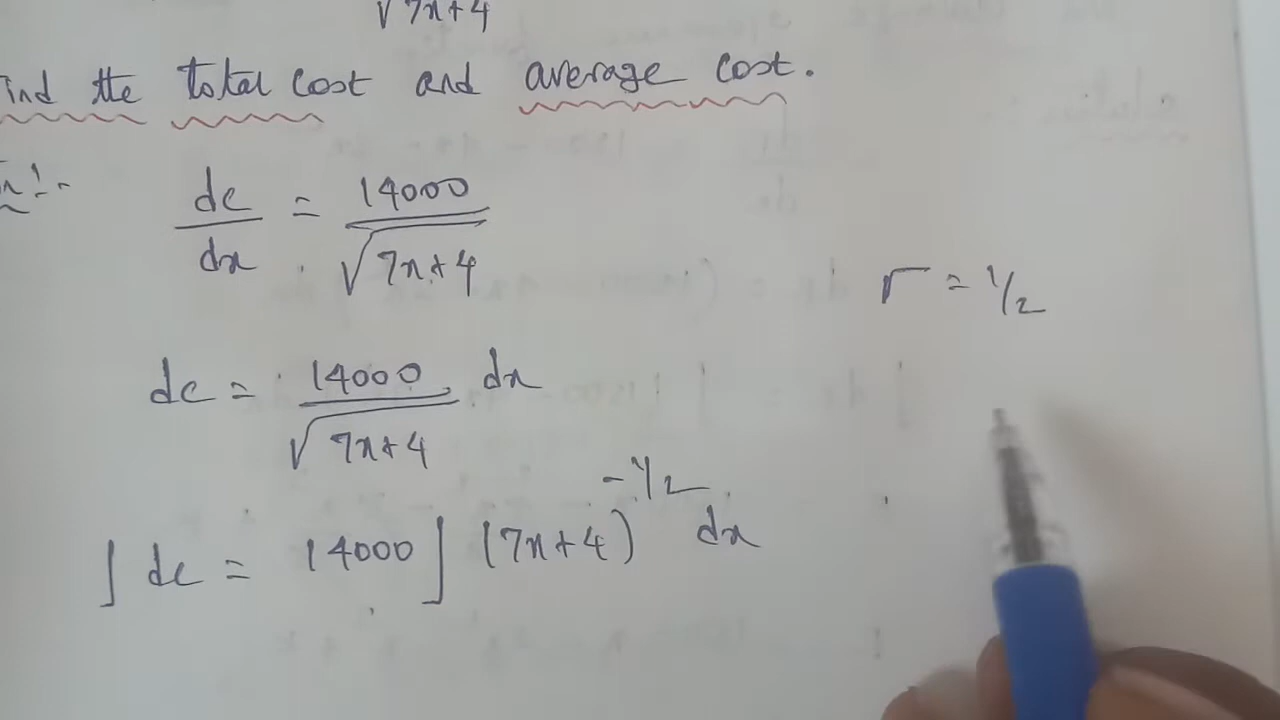 √7x+4
ind the total cost and average cost.
n:-
dc/dx = 14000/√7x+4
√ = 1/2
dc = 14000/√7x+4 dx
∫ dc = 14000 ∫ (7x+4)^-1/2 dx